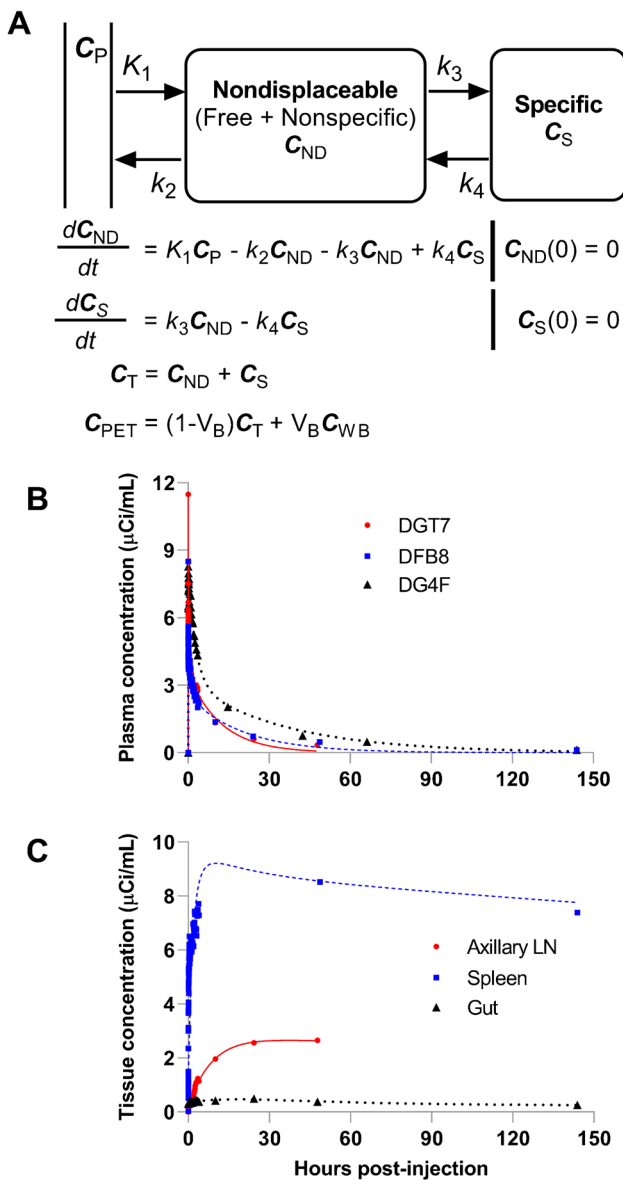 A
C_P
K_1
k_3
Nondisplaceable
(Free + Nonspecific)
C_ND
Specific
C_S
k_2
k_4
dC_ND/dt = K_1C_P - k_2C_ND - k_3C_ND + k_4C_S | C_ND(0) = 0
dC_S/dt = k_3C_ND - k_4C_S | C_S(0) = 0
C_T = C_ND + C_S
C_PET = (1-V_B)C_T + V_BC_WB
B
Plasma concentration (μCi/mL)
12
9
6
3
0
DGT7
DFB8
DG4F
0 30 60 90 120 150
C
Tissue concentration (μCi/mL)
10
8
6
4
2
0
Axillary LN
Spleen
Gut
0 30 60 90 120 150
Hours post-injection